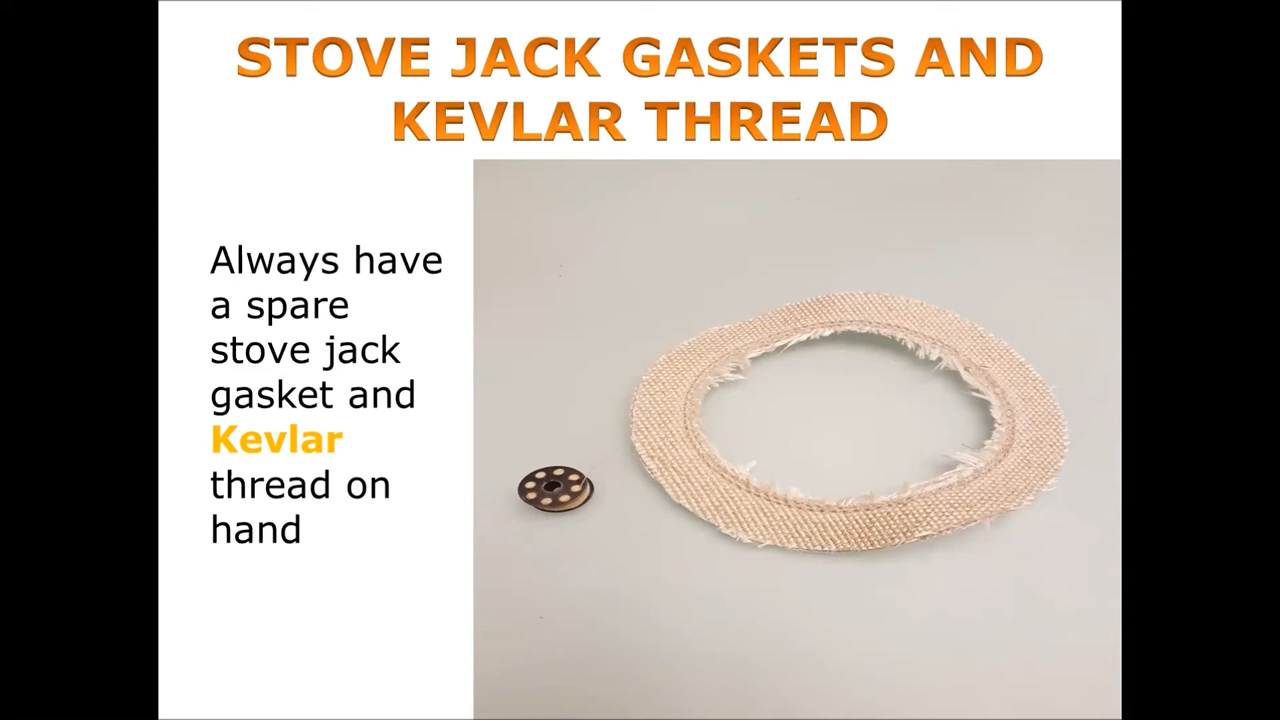 STOVE JACK GASKETS AND
KEVLAR THREAD
Always have
a spare
stove jack
gasket and
Kevlar
thread on
hand